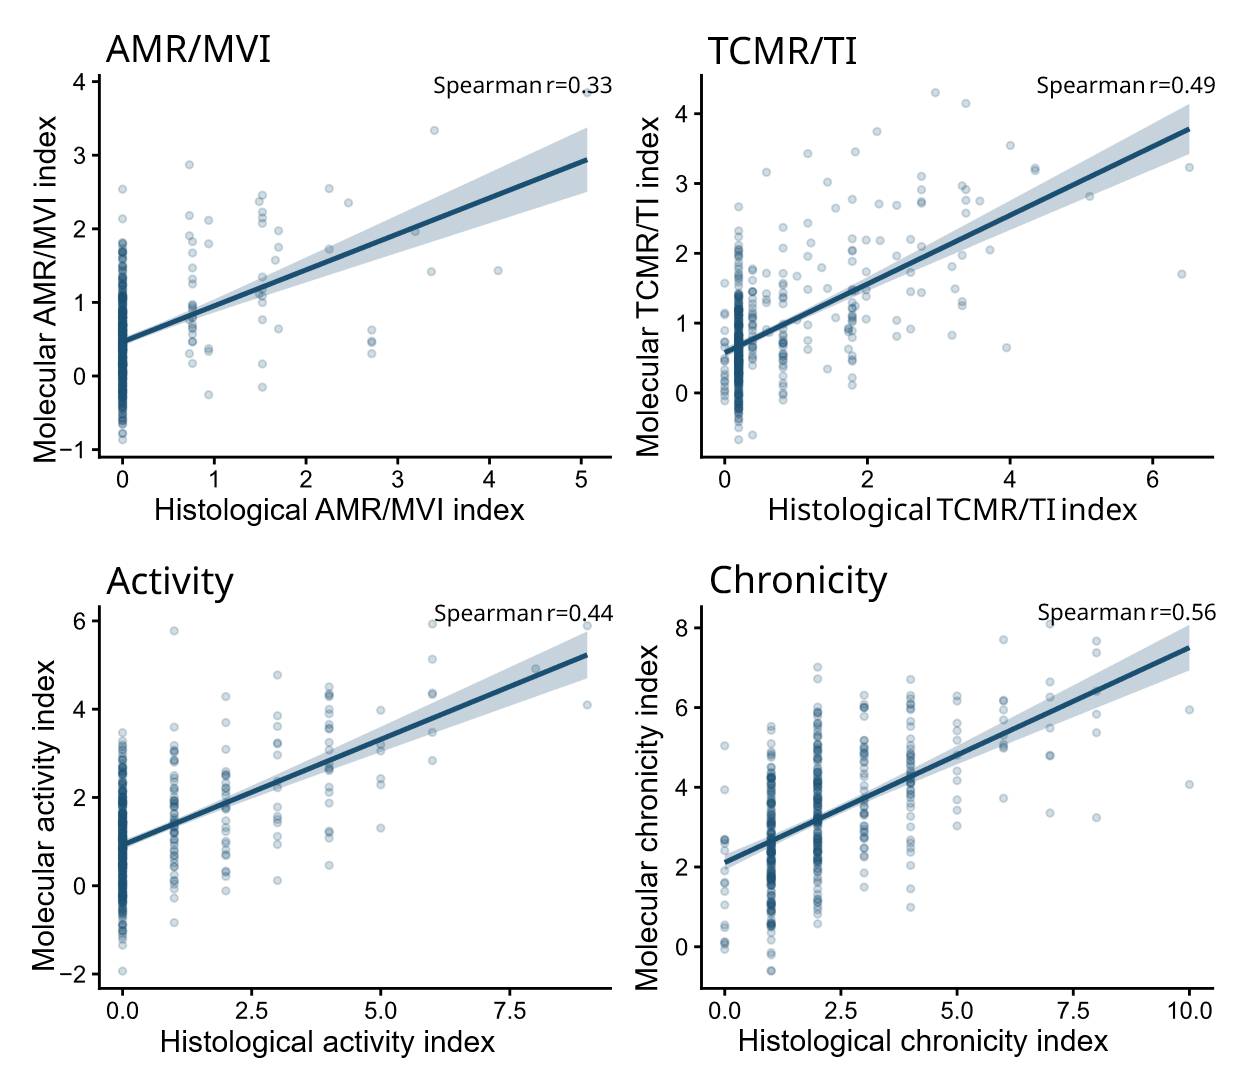 AMR/MVI
Spearman r=0.33
Molecular AMR/MVI index
4
3
2
1
0
−1
0 1 2 3 4 5
Histological AMR/MVI index
TCMR/TI
Spearman r=0.49
Molecular TCMR/TI index
4
3
2
1
0
0 2 4 6
Histological TCMR/TI index
Activity
Spearman r=0.44
Molecular activity index
6
4
2
0
−2
0.0 2.5 5.0 7.5
Histological activity index
Chronicity
Spearman r=0.56
Molecular chronicity index
8
6
4
2
0
0.0 2.5 5.0 7.5 10.0
Histological chronicity index